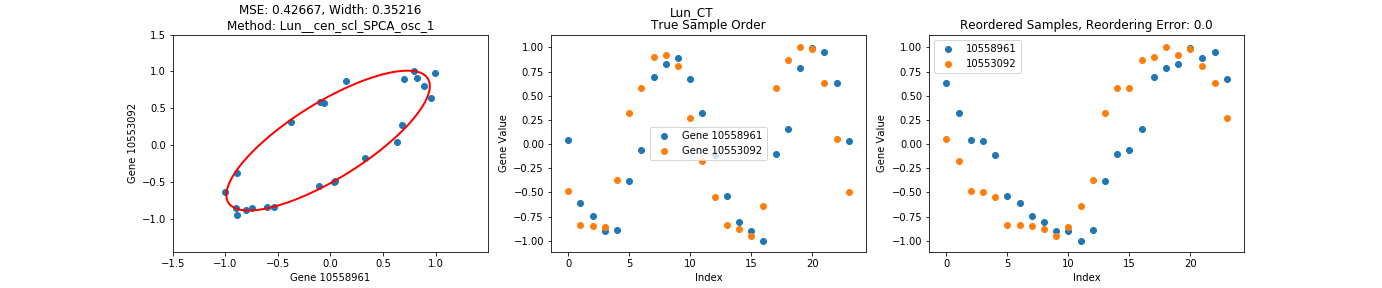 Lun_CT
MSE: 0.42667, Width: 0.35216
Method: Lun__cen_scl_SPCA_osc_1
Gene 10553092
1.5
1.0
0.5
0.0
−0.5
−1.0
−1.5 −1.0 −0.5 0.0 0.5 1.0
Gene 10558961
True Sample Order
Gene Value
1.00
0.75
0.50
0.25
0.00
−0.25
−0.50
−0.75
−1.00
Gene 10558961
Gene 10553092
0 5 10 15 20
Index
Reordered Samples, Reordering Error: 0.0
Gene Value
1.00
0.75
0.50
0.25
0.00
−0.25
−0.50
−0.75
−1.00
10558961
10553092
0 5 10 15 20
Index